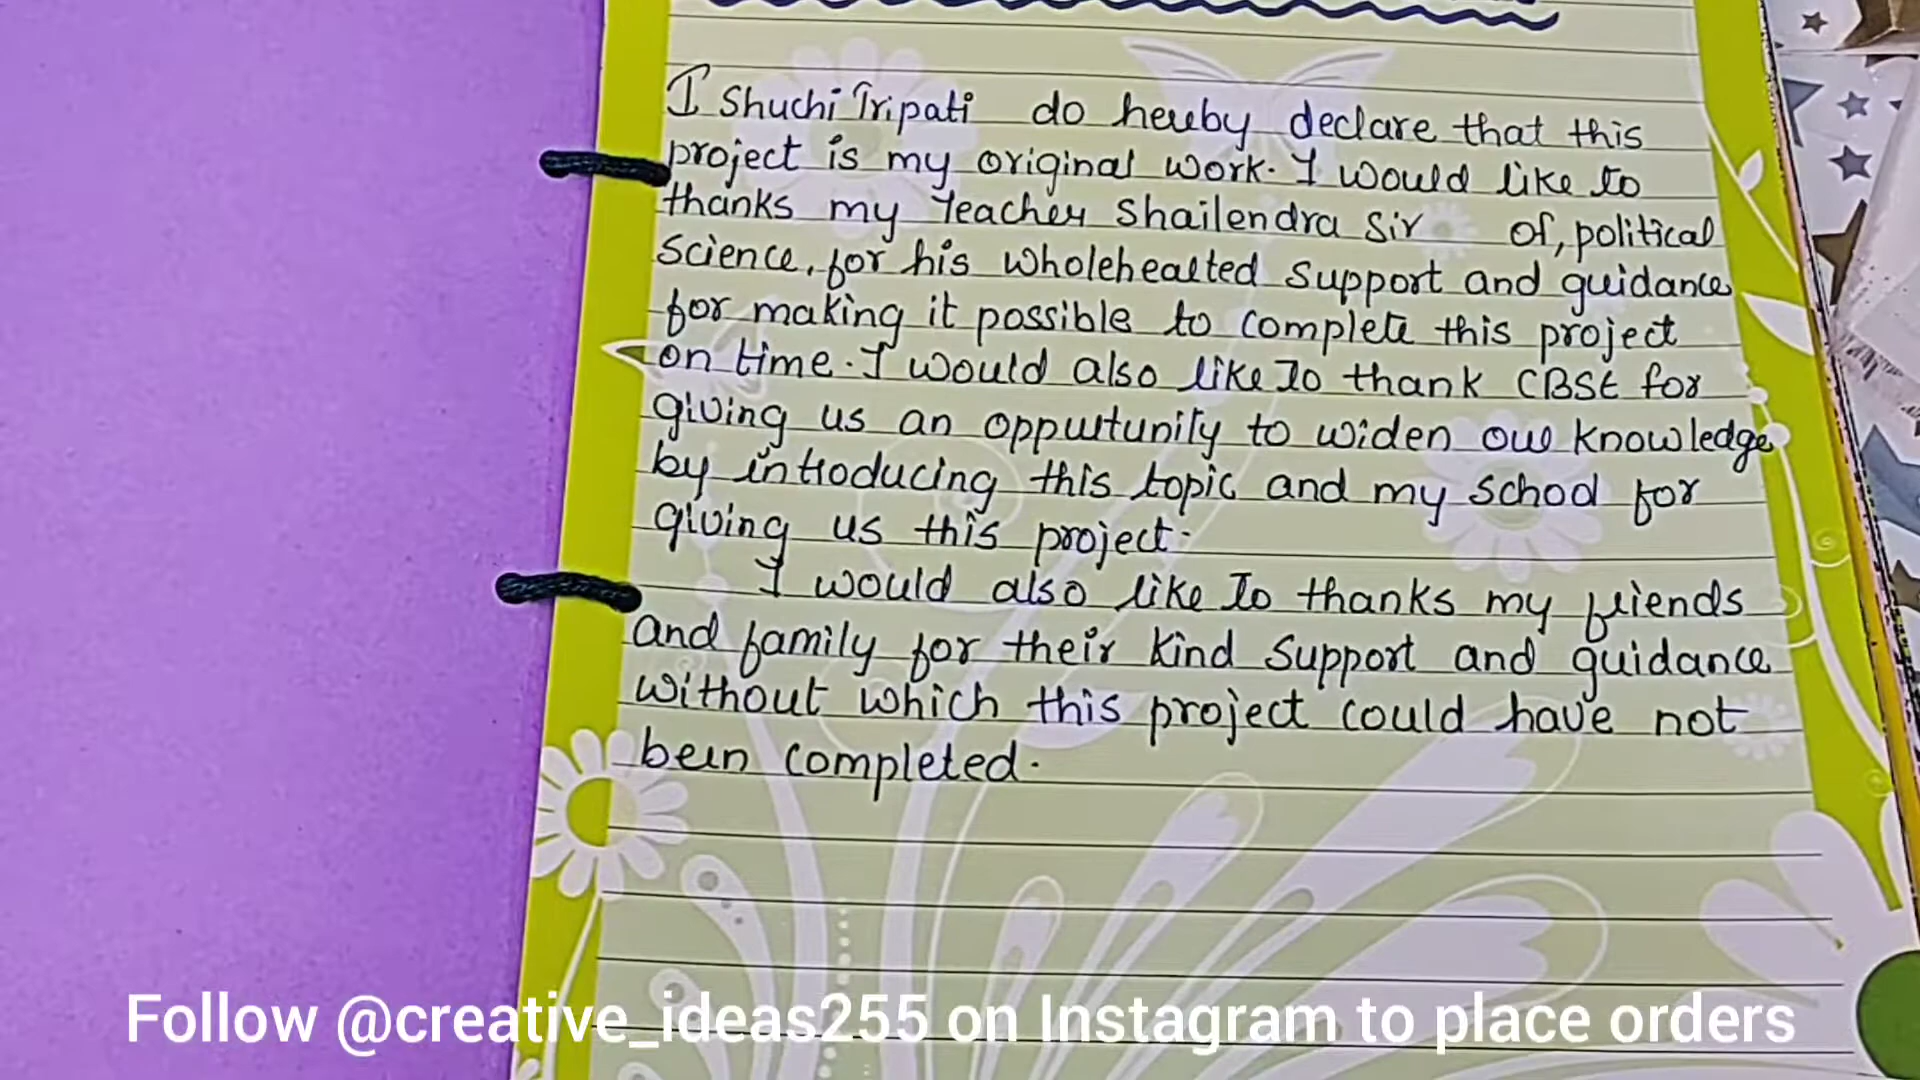 I Shuchi Tripati do hereby declare that this
project is my original work. I would like to
thanks my teacher Shailendra Sir of, political
science, for his wholehearted support and guidance
for making it possible to complete this project
on time. I would also like to thank CBSE for
giving us an oppurtunity to widen our knowledge
by introducing this topic and my school for
giving us this project.
I would also like to thanks my friends
and family for their kind support and guidance
without which this project could have not
been completed.
Follow @creative_ideas255 on Instagram to place orders